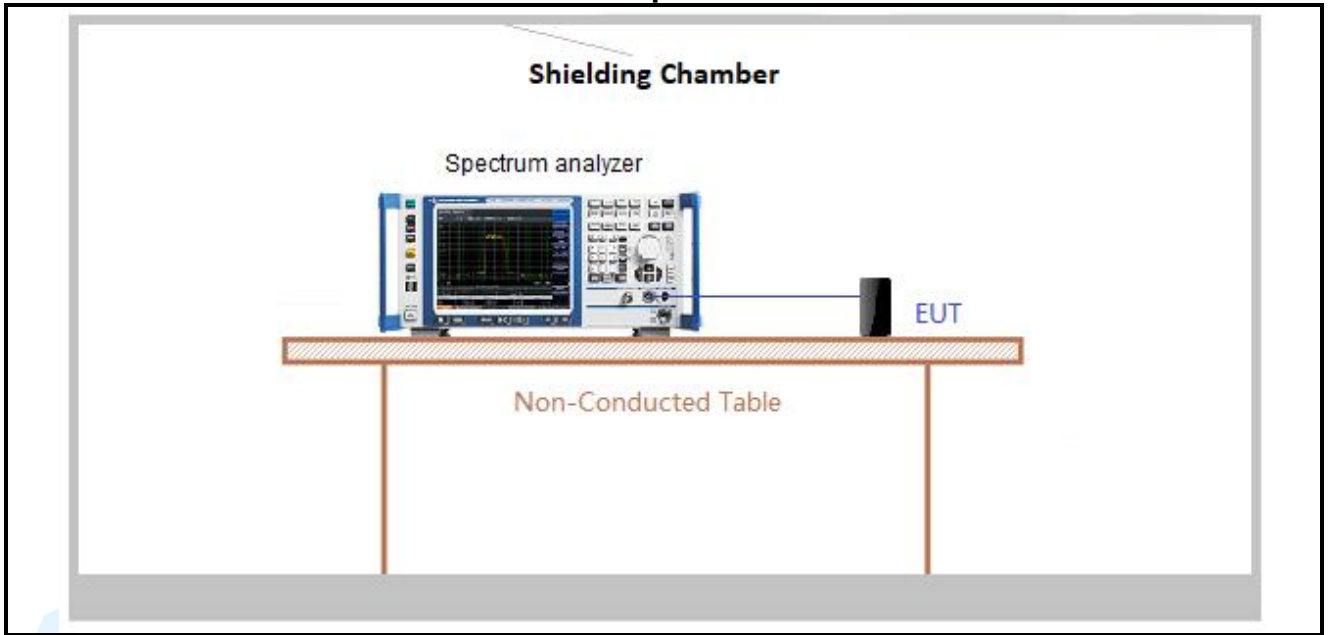 Shielding Chamber
Spectrum analyzer
EUT
Non-Conducted Table